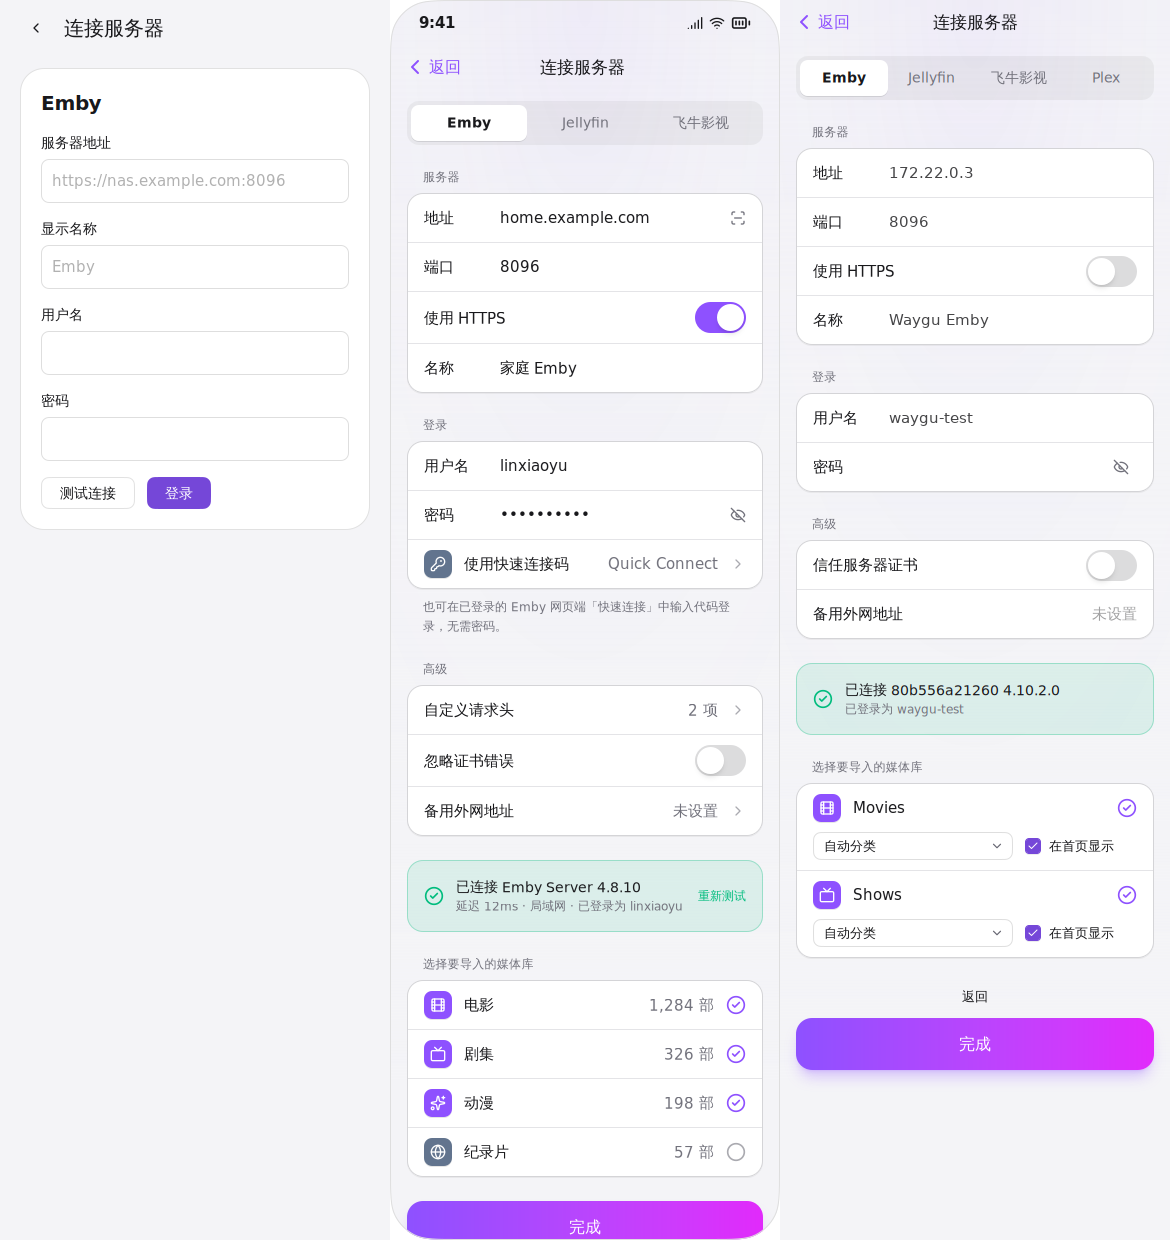 连接服务器
Emby
服务器地址
https://nas.example.com:8096
显示名称
Emby
用户名
密码
测试连接
登录
9:41
返回
连接服务器
Emby
Jellyfin
飞牛影视
服务器
地址
home.example.com
端口
8096
使用 HTTPS
名称
家庭 Emby
登录
用户名
linxiaoyu
密码
••••••••••
使用快速连接码
Quick Connect
也可在已登录的 Emby 网页端「快速连接」中输入代码登
录，无需密码。
高级
自定义请求头
2 项
忽略证书错误
备用外网地址
未设置
已连接 Emby Server 4.8.10
延迟 12ms · 局域网 · 已登录为 linxiaoyu
重新测试
选择要导入的媒体库
电影
1,284 部
剧集
326 部
动漫
198 部
纪录片
57 部
完成
返回
连接服务器
Emby
Jellyfin
飞牛影视
Plex
服务器
地址
172.22.0.3
端口
8096
使用 HTTPS
名称
Waygu Emby
登录
用户名
waygu-test
密码
高级
信任服务器证书
备用外网地址
未设置
已连接 80b556a21260 4.10.2.0
已登录为 waygu-test
选择要导入的媒体库
Movies
自动分类
在首页显示
Shows
自动分类
在首页显示
返回
完成